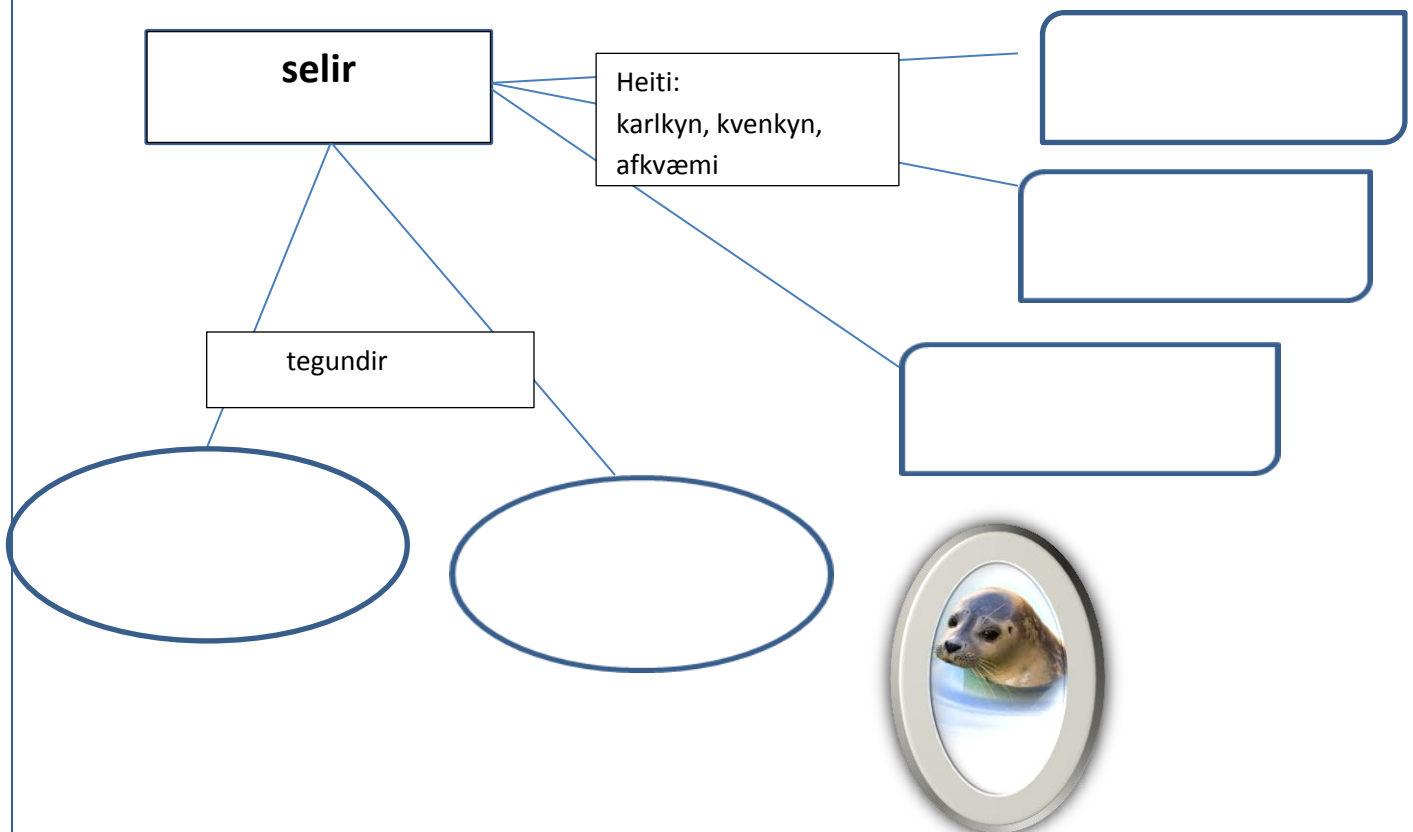 selir
Heiti:
karlkyn, kvenkyn,
afkvæmi
tegundir